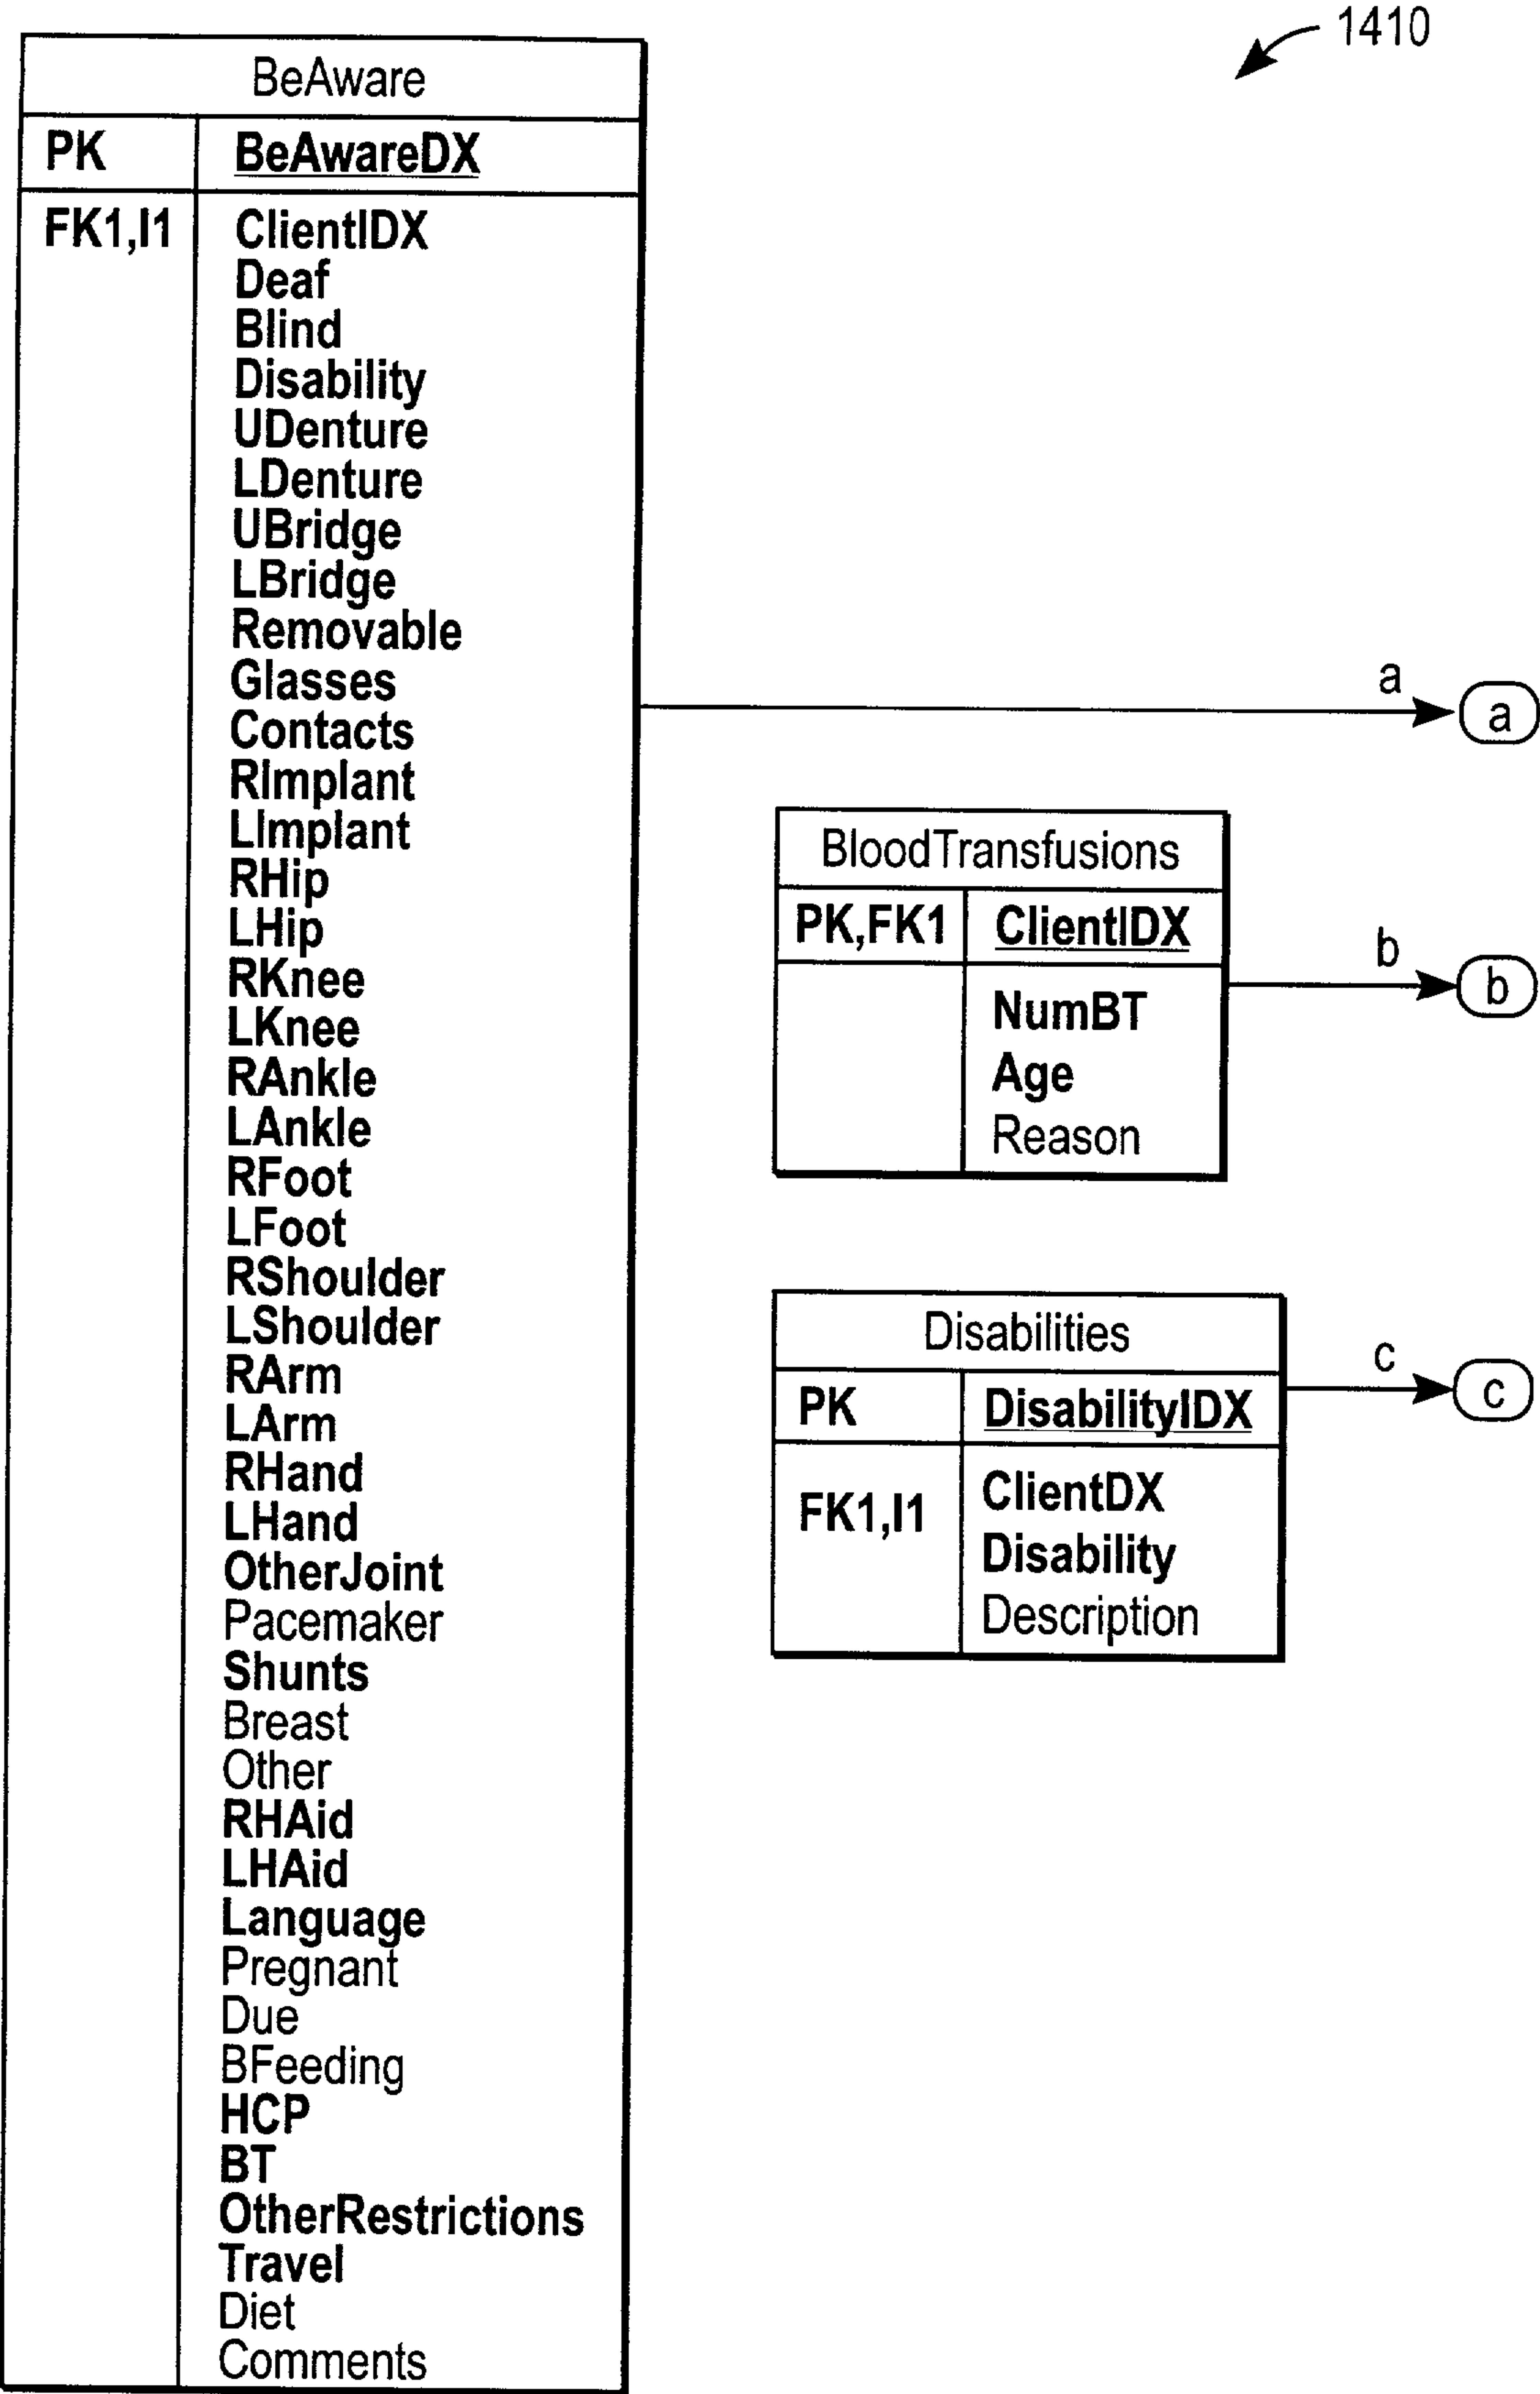 1410
BeAware
PK BeAwareDX
FK1,I1 ClientIDX
Deaf
Blind
Disability
UDenture
LDenture
UBridge
LBridge
Removable
Glasses
Contacts
RImplant
LImplant
RHip
LHip
RKnee
LKnee
RAnkle
LAnkle
RFoot
LFoot
RShoulder
LShoulder
RArm
LArm
RHand
LHand
OtherJoint
Pacemaker
Shunts
Breast
Other
RHAid
LHAid
Language
Pregnant
Due
BFeeding
HCP
BT
OtherRestrictions
Travel
Diet
Comments
a
a
BloodTransfusions
PK,FK1 ClientIDX
NumBT
Age
Reason
b
b
Disabilities
PK DisabilityIDX
FK1,I1 ClientDX
Disability
Description
c
c